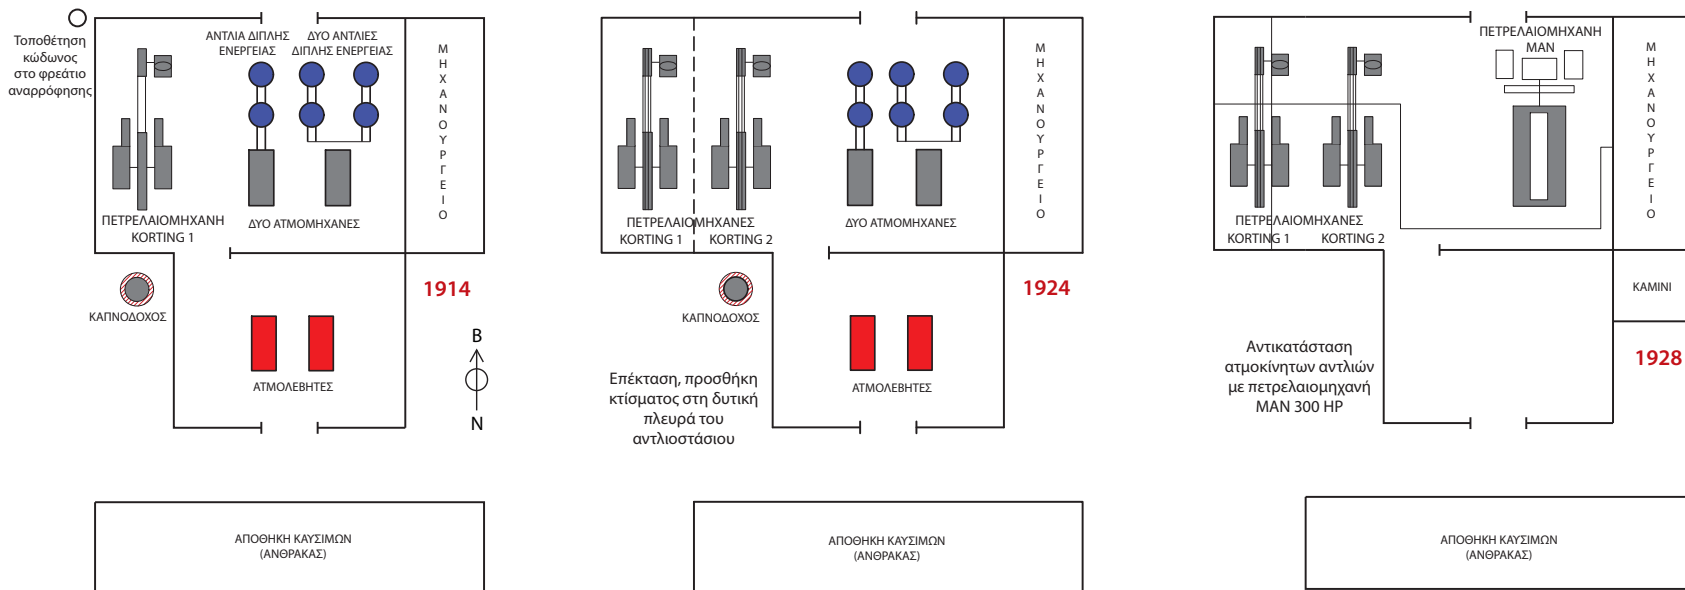 Τοποθέτηση
κώδωνος
στο φρεάτιο
αναρρόφησης
ΑΝΤΛΙΑ ΔΙΠΛΗΣ
ΕΝΕΡΓΕΙΑΣ
ΔΥΟ ΑΝΤΛΙΕΣ
ΔΙΠΛΗΣ ΕΝΕΡΓΕΙΑΣ
ΜΗΧΑΝΟΥΡΓΕΙΟ
ΠΕΤΡΕΛΑΙΟΜΗΧΑΝΗ
KORTING 1
ΔΥΟ ΑΤΜΟΜΗΧΑΝΕΣ
ΚΑΠΝΟΔΟΧΟΣ
1914
ΑΤΜΟΛΕΒΗΤΕΣ
Β
Ν
ΑΠΟΘΗΚΗ ΚΑΥΣΙΜΩΝ
(ΑΝΘΡΑΚΑΣ)
ΜΗΧΑΝΟΥΡΓΕΙΟ
ΠΕΤΡΕΛΑΙΟΜΗΧΑΝΕΣ
KORTING 1
KORTING 2
ΔΥΟ ΑΤΜΟΜΗΧΑΝΕΣ
ΚΑΠΝΟΔΟΧΟΣ
1924
ΑΤΜΟΛΕΒΗΤΕΣ
Επέκταση, προσθήκη
κτίσματος στη δυτική
πλευρά του
αντλιοστάσιου
ΑΠΟΘΗΚΗ ΚΑΥΣΙΜΩΝ
(ΑΝΘΡΑΚΑΣ)
ΠΕΤΡΕΛΑΙΟΜΗΧΑΝΗ
MAN
ΜΗΧΑΝΟΥΡΓΕΙΟ
ΠΕΤΡΕΛΑΙΟΜΗΧΑΝΕΣ
KORTING 1
KORTING 2
ΚΑΜΙΝΙ
1928
Αντικατάσταση
ατμοκίνητων αντλιών
με πετρελαιομηχανή
MAN 300 HP
ΑΠΟΘΗΚΗ ΚΑΥΣΙΜΩΝ
(ΑΝΘΡΑΚΑΣ)